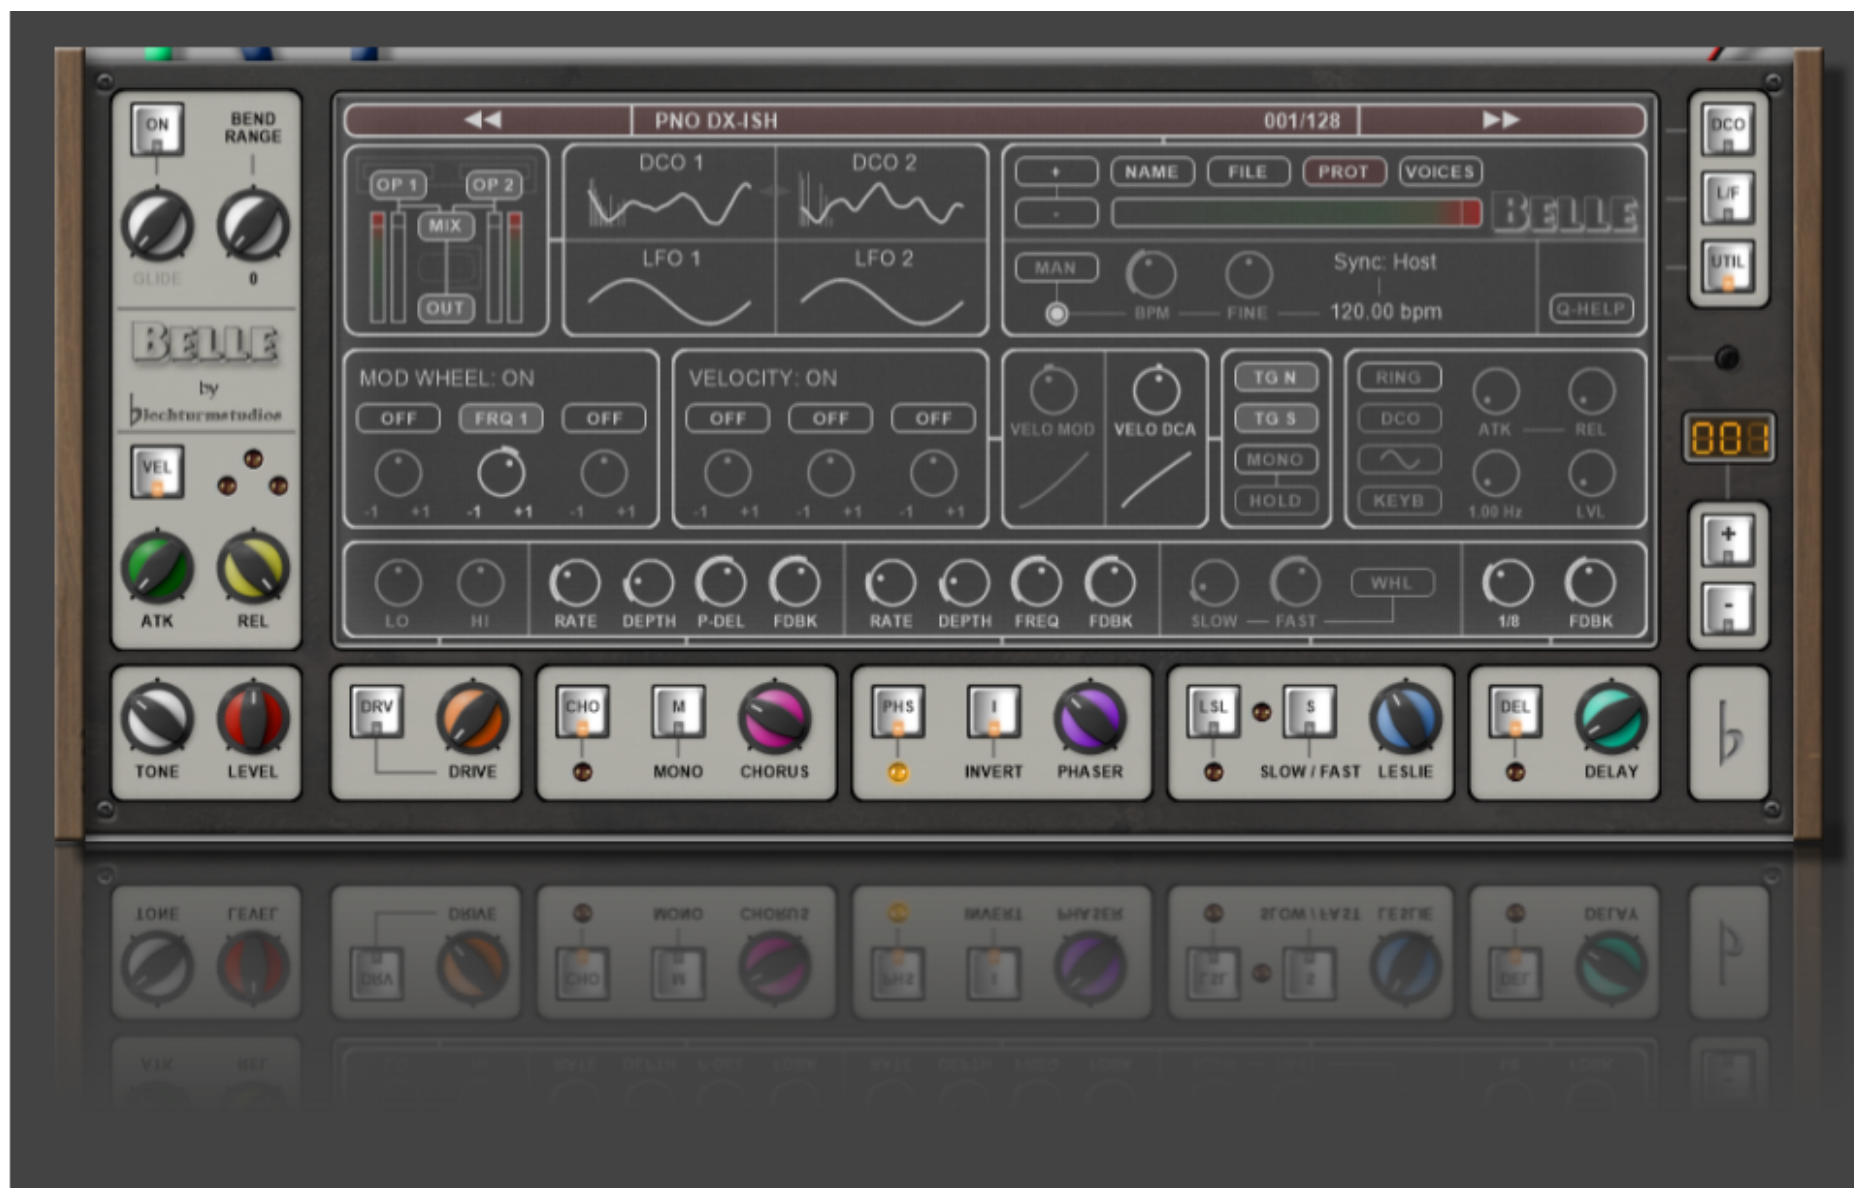 ON
BEND
RANGE
GLIDE
0
BELLE
by
blechturmstudios
VEL
ATK REL
TONE LEVEL
PNO DX-ISH 001/128
OP 1 OP 2
MIX
OUT
DCO 1 DCO 2
LFO 1 LFO 2
+ NAME FILE PROT VOICES
- BELLE
MAN Sync: Host
BPM FINE 120.00 bpm Q-HELP
MOD WHEEL: ON
OFF FRQ 1 OFF
-1 +1 -1 +1 -1 +1
VELOCITY: ON
OFF OFF OFF
-1 +1 -1 +1 -1 +1
VELO MOD VELO DCA
TG N
TG S
MONO
HOLD
RING
DCO ATK REL
KEYB 1.00 Hz LVL
LO HI RATE DEPTH P-DEL FDBK RATE DEPTH FREQ FDBK SLOW FAST WHL 1/8 FDBK
DRV CHO M PHS I LSL S DEL
DRIVE MONO CHORUS INVERT PHASER SLOW / FAST LESLIE DELAY
DCO
L/F
UTIL
001
+
-